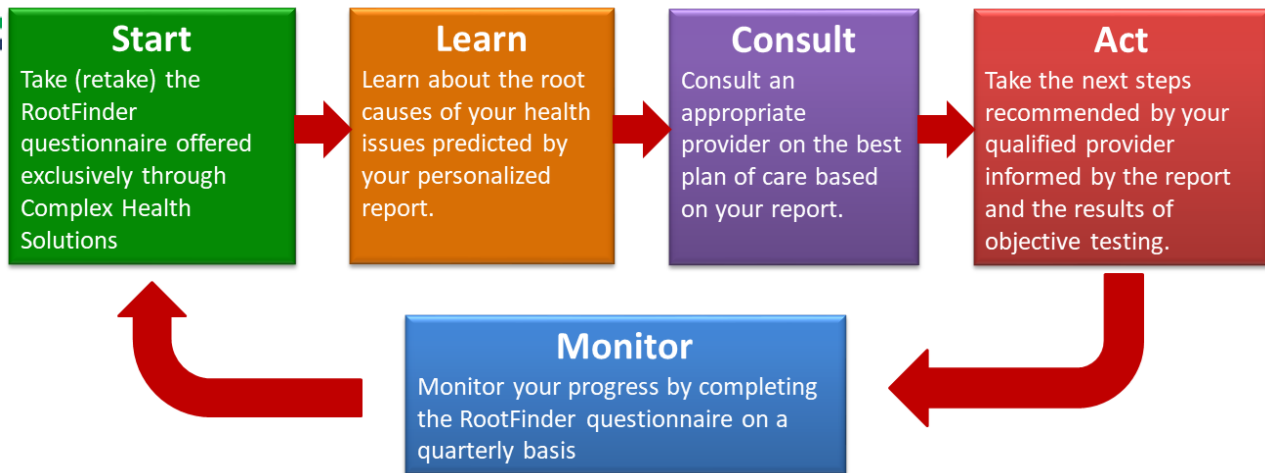 Start
Take (retake) the
RootFinder
questionnaire offered
exclusively through
Complex Health
Solutions
Learn
Learn about the root
causes of your health
issues predicted by
your personalized
report.
Consult
Consult an
appropriate
provider on the best
plan of care based
on your report.
Act
Take the next steps
recommended by your
qualified provider
informed by the report
and the results of
objective testing.
Monitor
Monitor your progress by completing
the RootFinder questionnaire on a
quarterly basis